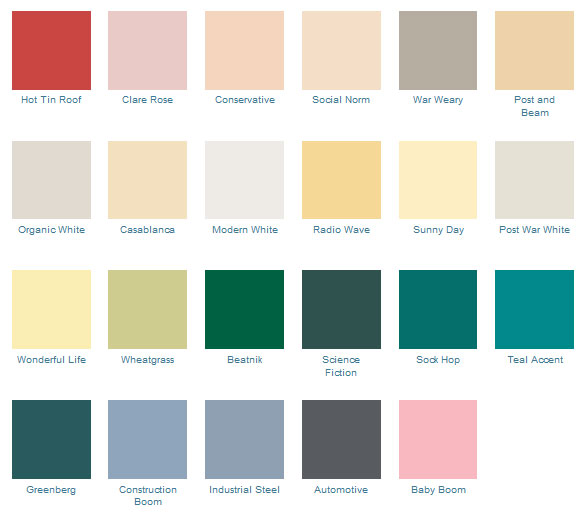 Hot Tin Roof
Clare Rose
Conservative
Social Norm
War Weary
Post and
Beam
Organic White
Casablanca
Modern White
Radio Wave
Sunny Day
Post War White
Wonderful Life
Wheatgrass
Beatnik
Science
Fiction
Sock Hop
Teal Accent
Greenberg
Construction
Boom
Industrial Steel
Automotive
Baby Boom